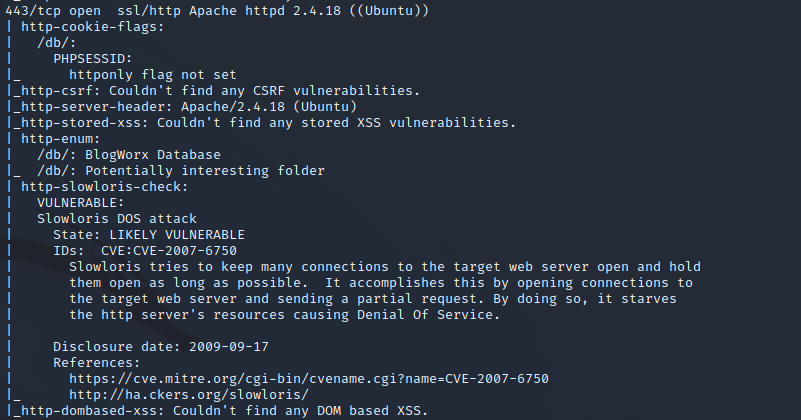 443/tcp open  ssl/http Apache httpd 2.4.18 ((Ubuntu))
| http-cookie-flags:
|   /db/:
|     PHPSESSID:
|_      httponly flag not set
|_http-csrf: Couldn't find any CSRF vulnerabilities.
|_http-server-header: Apache/2.4.18 (Ubuntu)
|_http-stored-xss: Couldn't find any stored XSS vulnerabilities.
| http-enum:
|   /db/: BlogWorx Database
|_  /db/: Potentially interesting folder
| http-slowloris-check:
|   VULNERABLE:
|   Slowloris DOS attack
|     State: LIKELY VULNERABLE
|     IDs:  CVE:CVE-2007-6750
|       Slowloris tries to keep many connections to the target web server open and hold
|       them open as long as possible.  It accomplishes this by opening connections to
|       the target web server and sending a partial request. By doing so, it starves
|       the http server's resources causing Denial Of Service.
|
|     Disclosure date: 2009-09-17
|     References:
|       https://cve.mitre.org/cgi-bin/cvename.cgi?name=CVE-2007-6750
|_      http://ha.ckers.org/slowloris/
|_http-dombased-xss: Couldn't find any DOM based XSS.